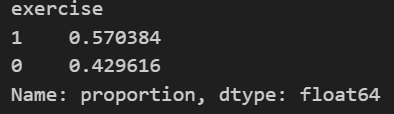 exercise
1    0.570384
0    0.429616
Name: proportion, dtype: float64